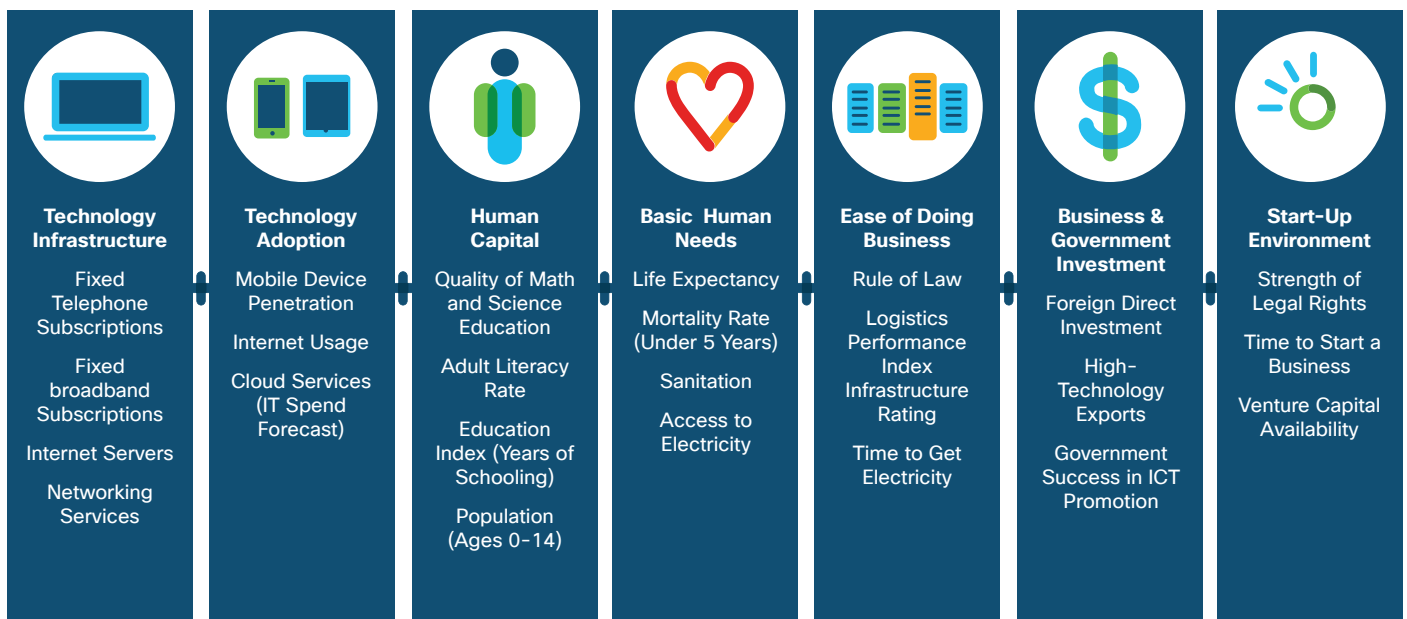 Technology
Infrastructure
Fixed
Telephone
Subscriptions
Fixed
broadband
Subscriptions
Internet Servers
Networking
Services
Technology
Adoption
Mobile Device
Penetration
Internet Usage
Cloud Services
(IT Spend
Forecast)
Human
Capital
Quality of Math
and Science
Education
Adult Literacy
Rate
Education
Index (Years of
Schooling)
Population
(Ages 0-14)
Basic Human
Needs
Life Expectancy
Mortality Rate
(Under 5 Years)
Sanitation
Access to
Electricity
Ease of Doing
Business
Rule of Law
Logistics
Performance
Index
Infrastructure
Rating
Time to Get
Electricity
Business &
Government
Investment
Foreign Direct
Investment
High-
Technology
Exports
Government
Success in ICT
Promotion
Start-Up
Environment
Strength of
Legal Rights
Time to Start a
Business
Venture Capital
Availability